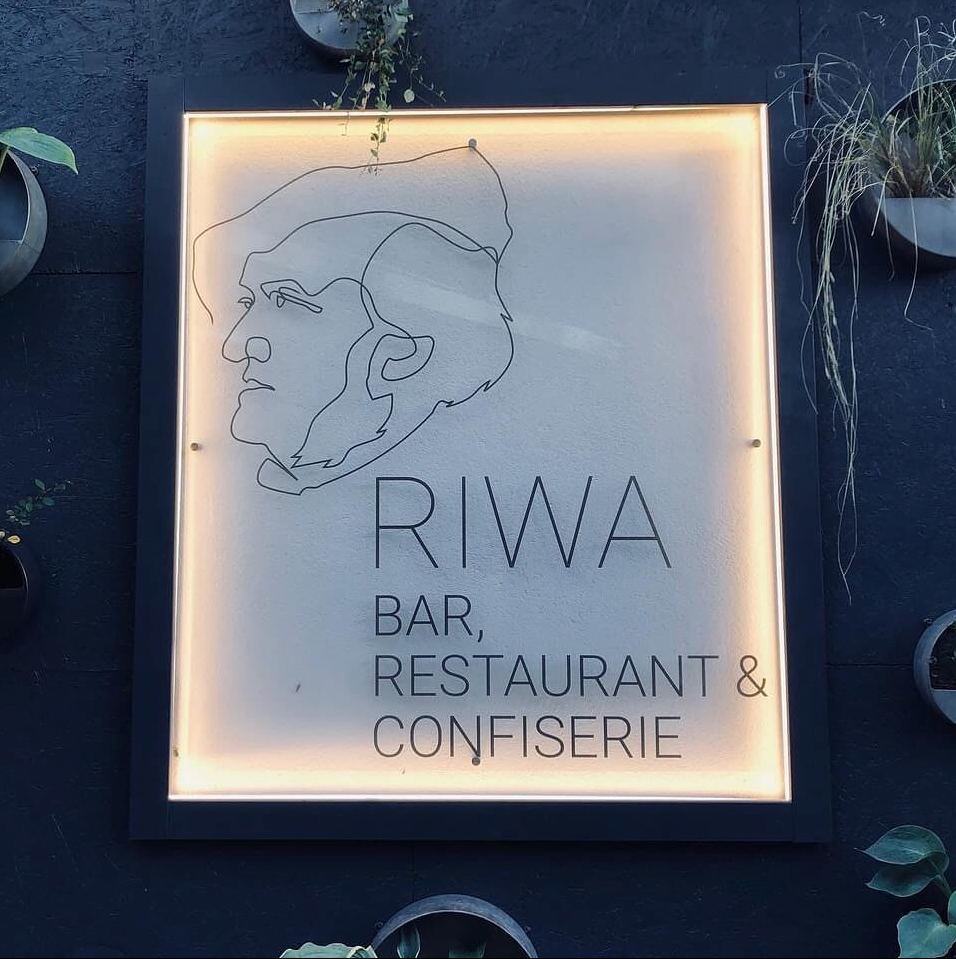 RIWA
BAR,
RESTAURANT &
CONFISERIE